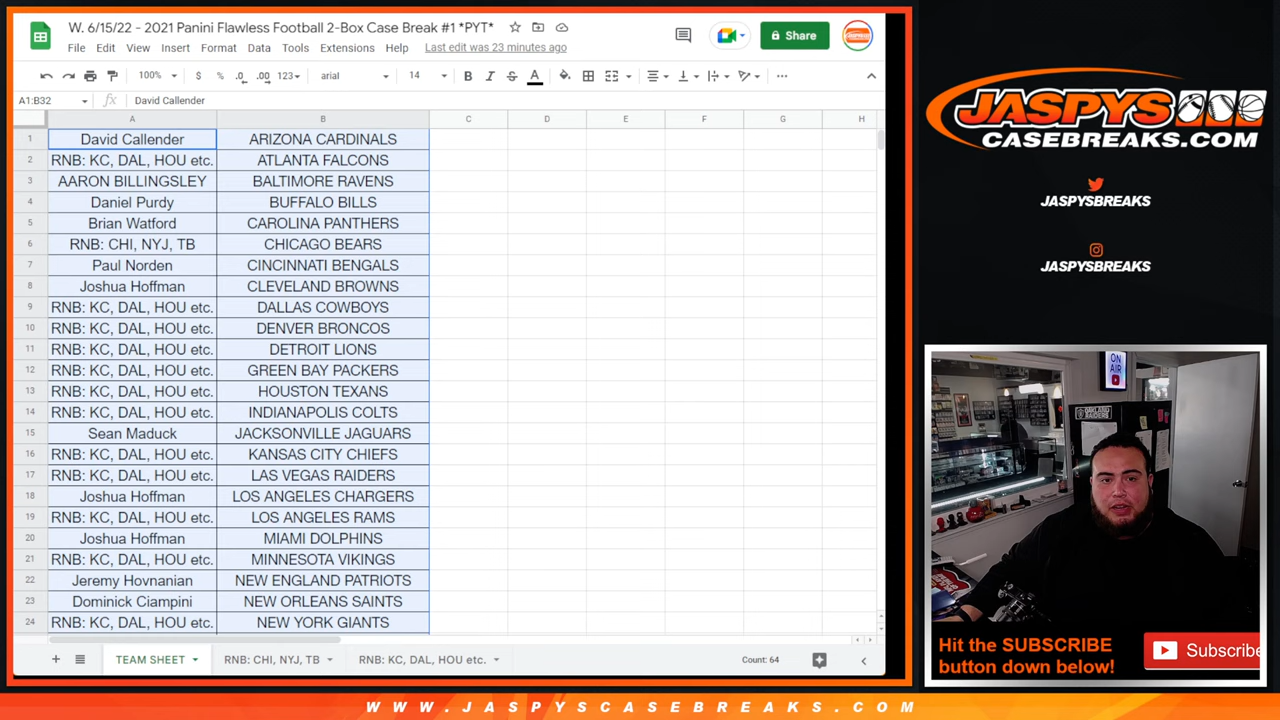 W. 6/15/22 - 2021 Panini Flawless Football 2-Box Case Break #1 *PYT*
File Edit View Insert Format Data Tools Extensions Help Last edit was 23 minutes ago
Share
100% $ % .0 .00 123 arial 14 B I S A
A1:B32 fx David Callender
A B C D E F G H
1 David Callender ARIZONA CARDINALS
2 RNB: KC, DAL, HOU etc. ATLANTA FALCONS
3 AARON BILLINGSLEY BALTIMORE RAVENS
4 Daniel Purdy BUFFALO BILLS
5 Brian Watford CAROLINA PANTHERS
6 RNB: CHI, NYJ, TB CHICAGO BEARS
7 Paul Norden CINCINNATI BENGALS
8 Joshua Hoffman CLEVELAND BROWNS
9 RNB: KC, DAL, HOU etc. DALLAS COWBOYS
10 RNB: KC, DAL, HOU etc. DENVER BRONCOS
11 RNB: KC, DAL, HOU etc. DETROIT LIONS
12 RNB: KC, DAL, HOU etc. GREEN BAY PACKERS
13 RNB: KC, DAL, HOU etc. HOUSTON TEXANS
14 RNB: KC, DAL, HOU etc. INDIANAPOLIS COLTS
15 Sean Maduck JACKSONVILLE JAGUARS
16 RNB: KC, DAL, HOU etc. KANSAS CITY CHIEFS
17 RNB: KC, DAL, HOU etc. LAS VEGAS RAIDERS
18 Joshua Hoffman LOS ANGELES CHARGERS
19 RNB: KC, DAL, HOU etc. LOS ANGELES RAMS
20 Joshua Hoffman MIAMI DOLPHINS
21 RNB: KC, DAL, HOU etc. MINNESOTA VIKINGS
22 Jeremy Hovnanian NEW ENGLAND PATRIOTS
23 Dominick Ciampini NEW ORLEANS SAINTS
24 RNB: KC, DAL, HOU etc. NEW YORK GIANTS
TEAM SHEET RNB: CHI, NYJ, TB RNB: KC, DAL, HOU etc. Count: 64
JASPYS
CASEBREAKS.COM
JASPYSBREAKS
JASPYSBREAKS
ON
AIR
OAKLAND
RAIDERS
Hit the SUBSCRIBE
button down below!
Subscribe
WWW.JASPYSCASEBREAKS.COM